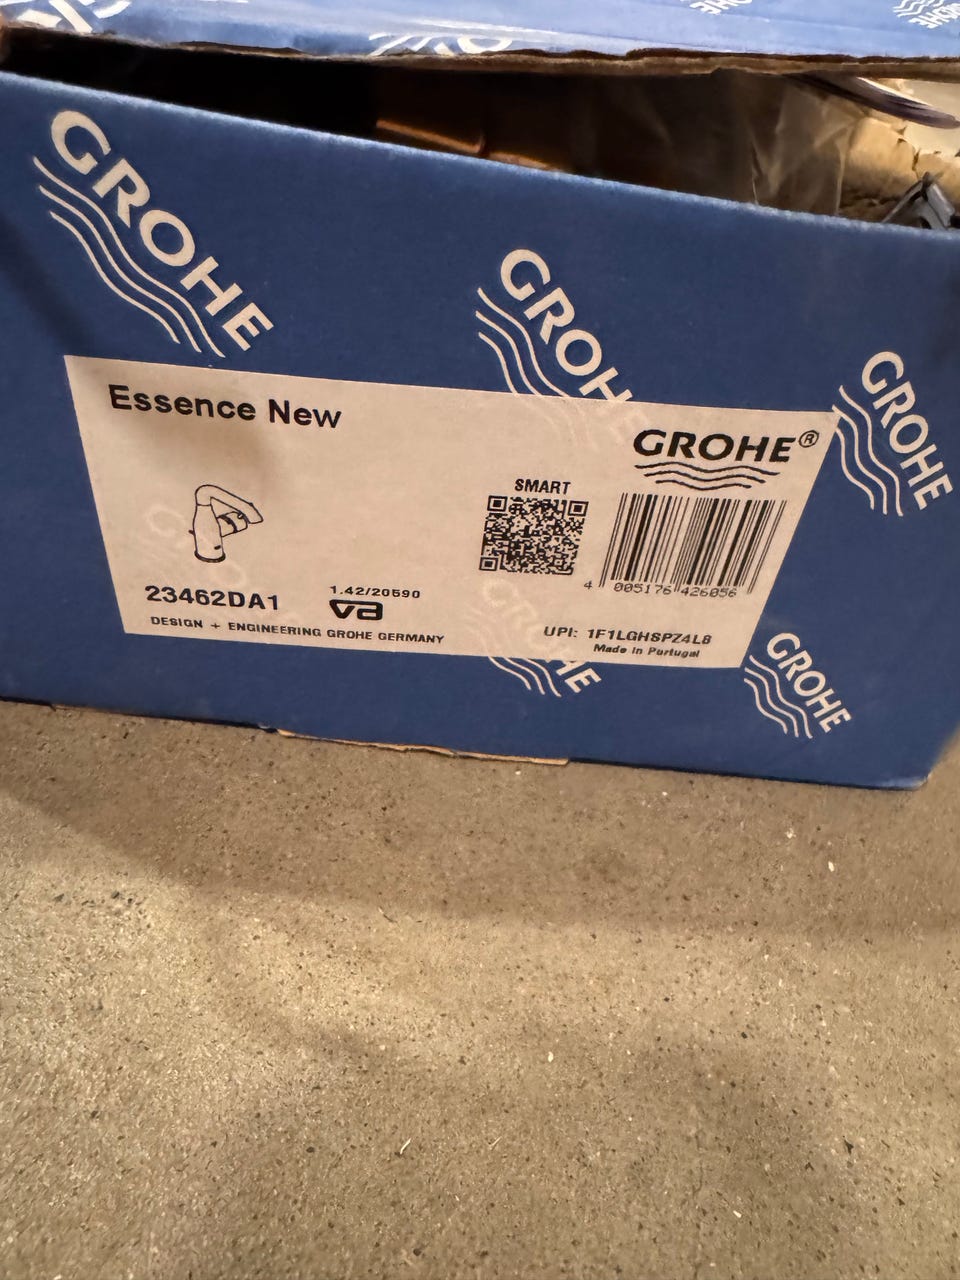 GROHE
GROHE
GROHE
Essence New
GROHE®
SMART
4 005176 426056
23462DA1
1.42/20590
VA
DESIGN + ENGINEERING GROHE GERMANY
UPI: 1F1LGHSPZ4L8
Made in Portugal
GROHE